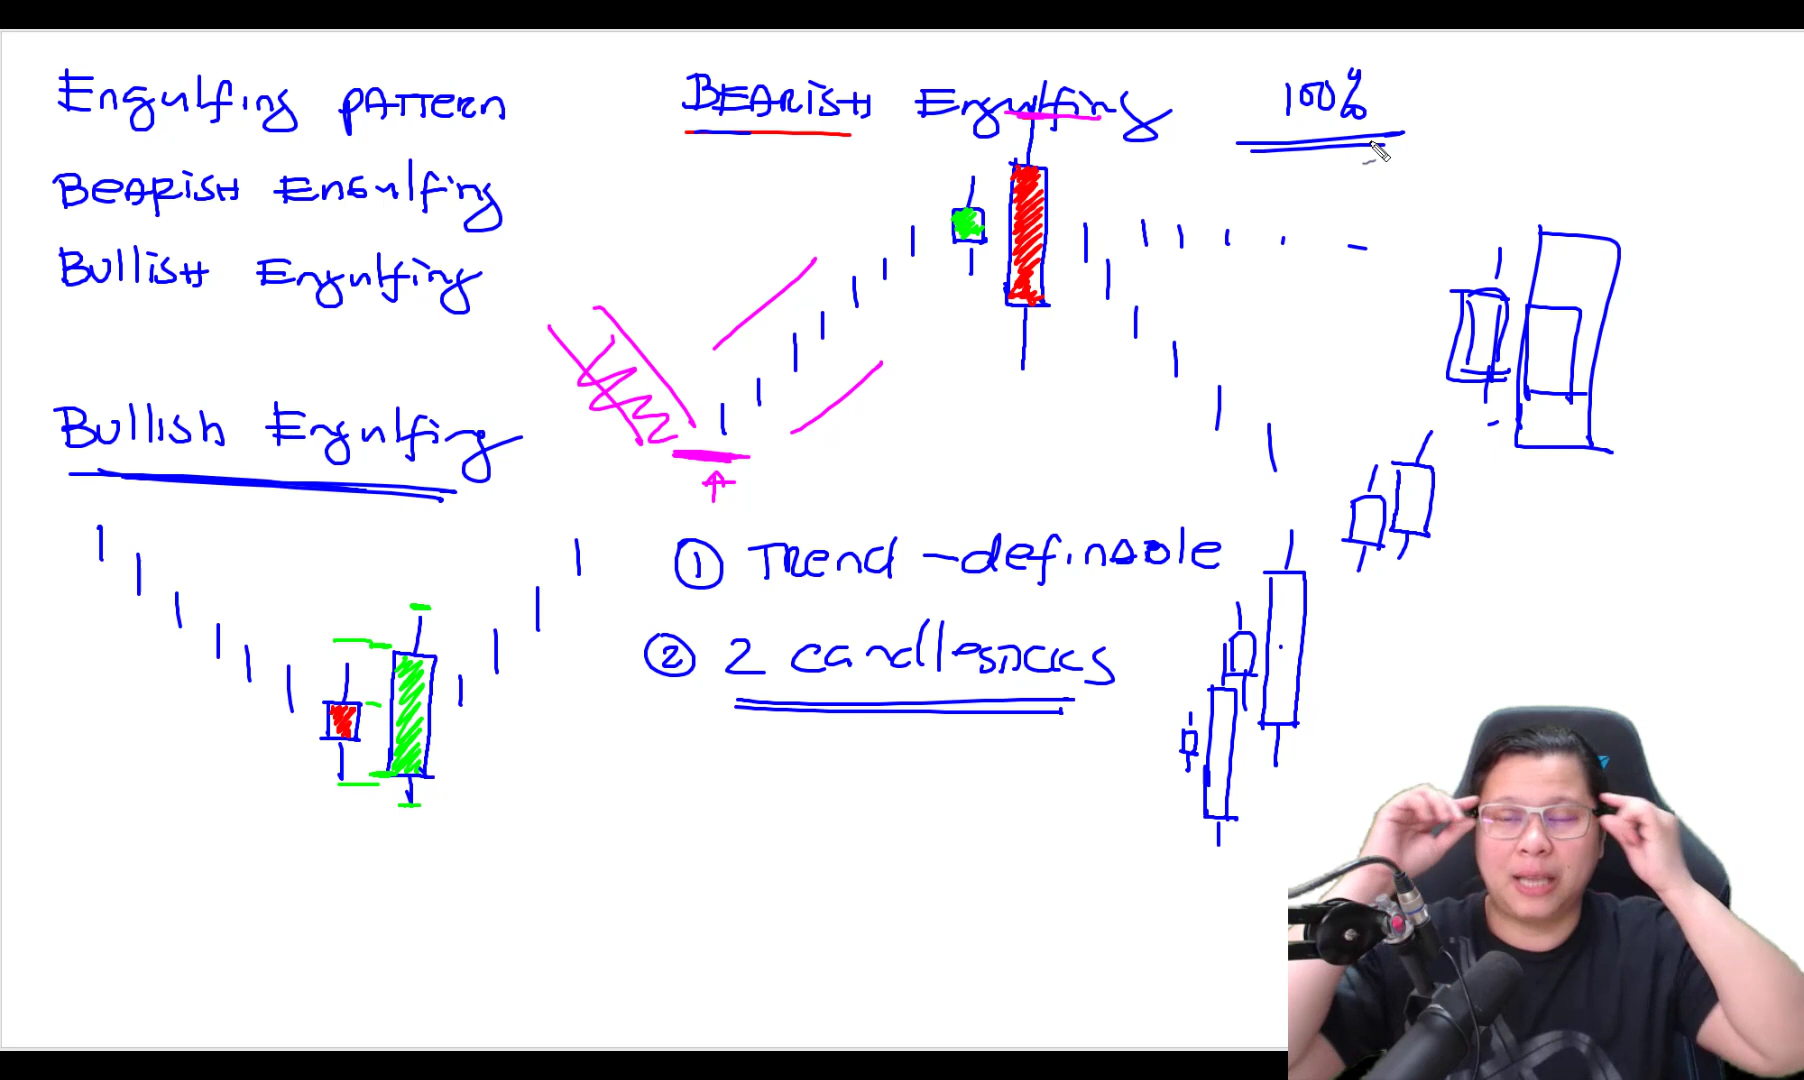 Engulfing PATTERN
BEARISH Engulfing
Bullish Engulfing
Bullish Engulfing
BEARISH Engulfing
100%
① Trend - definable
② 2 candlesticks